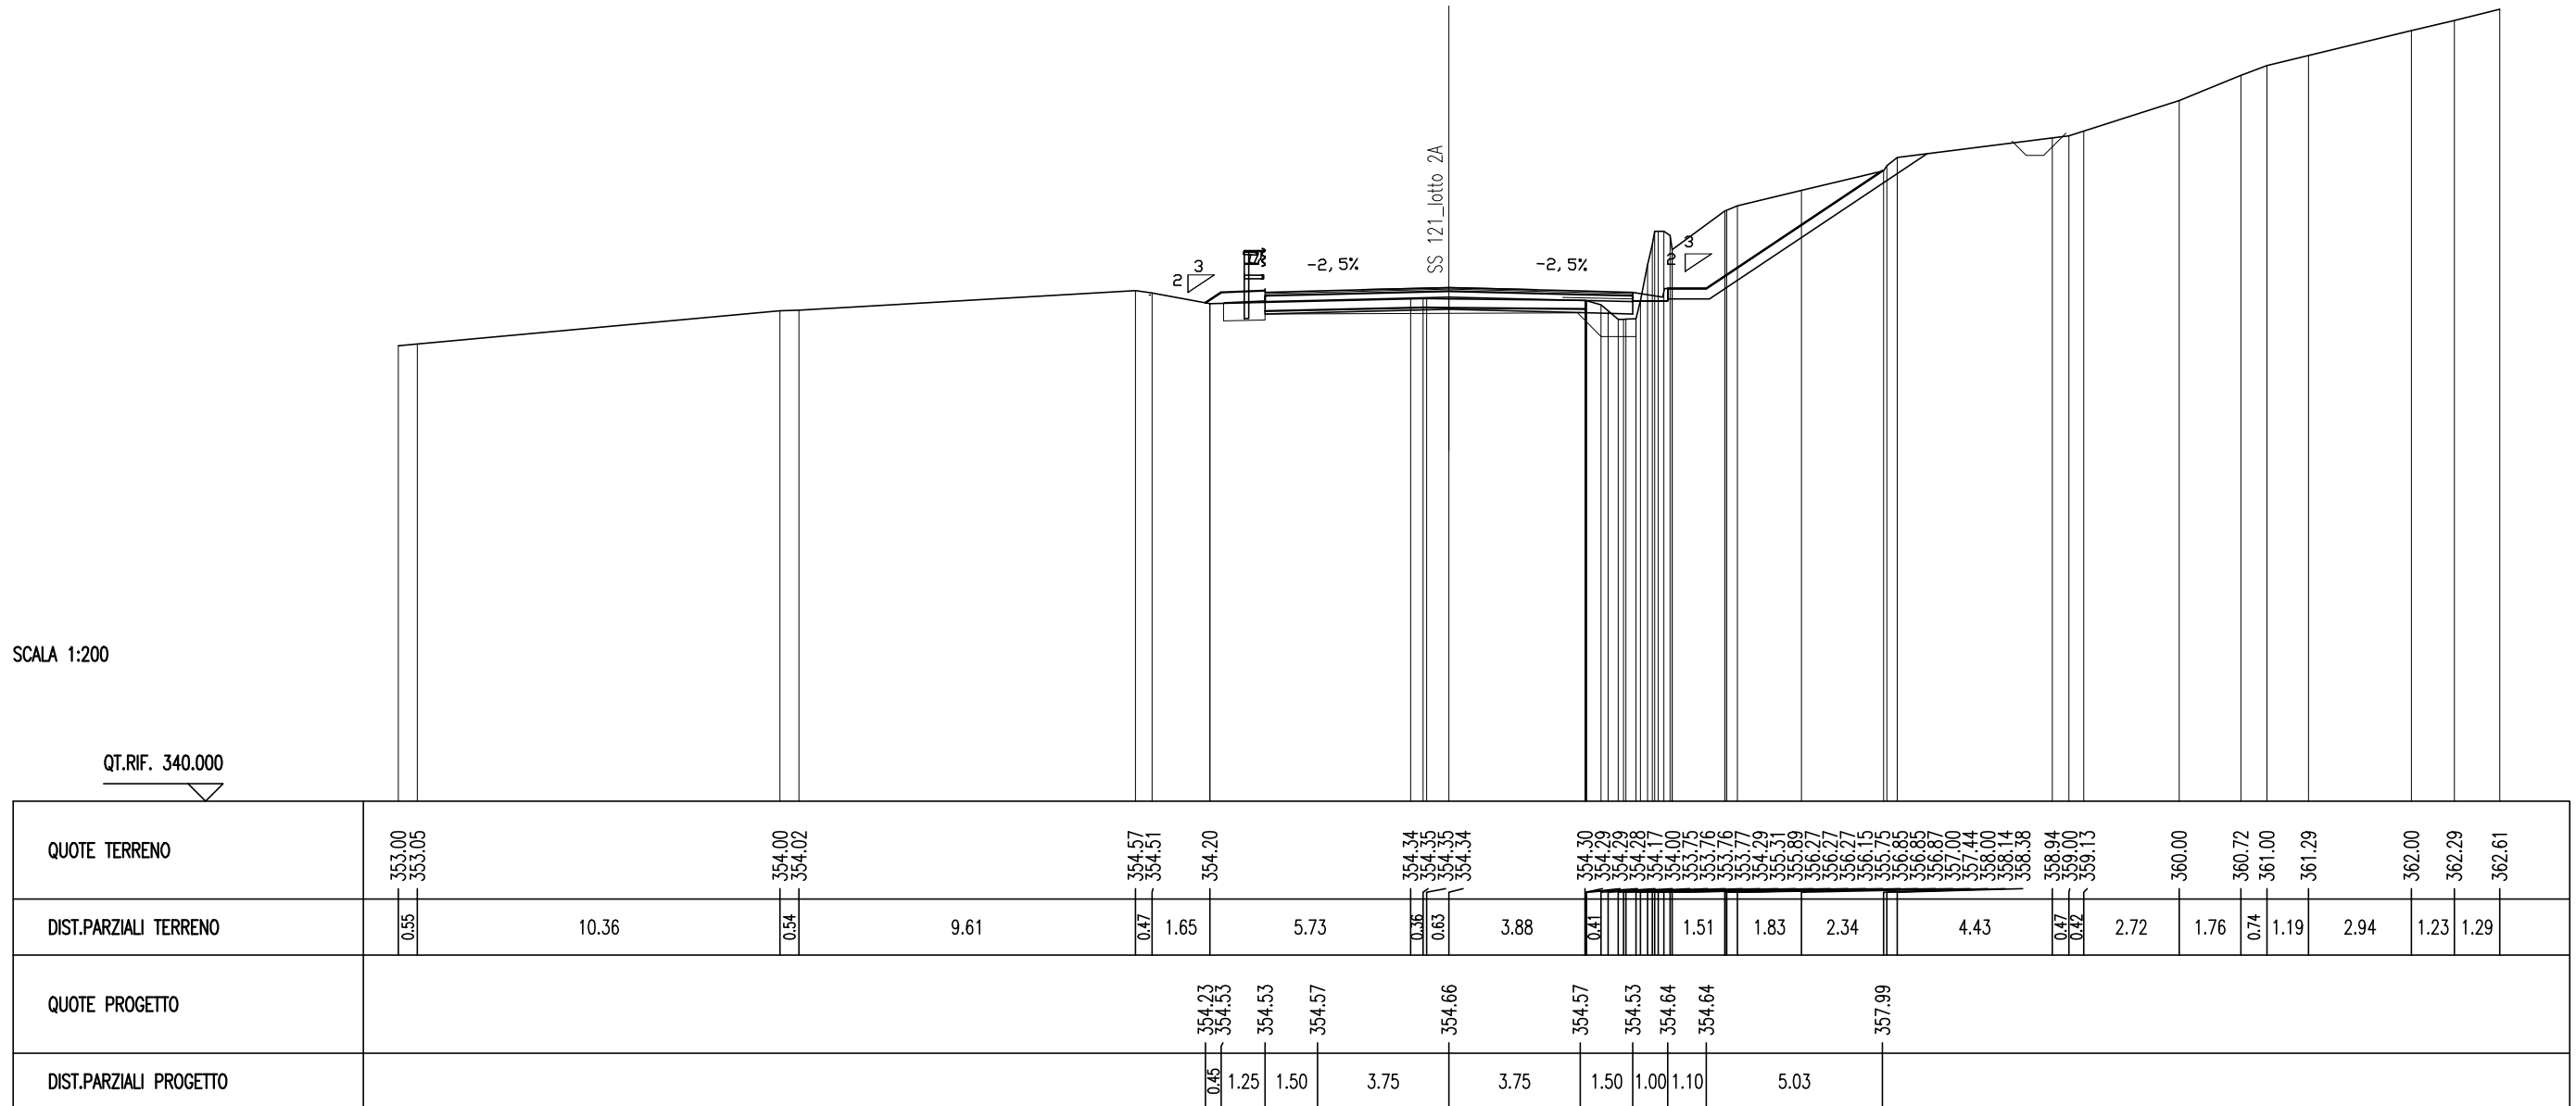 SS 121_lotto 2A
3
2
-2,5%
-2,5%
3
2
SCALA 1:200
QT.RIF. 340.000
QUOTE TERRENO 353.00 353.05 354.00 354.02 354.57 354.51 354.20 354.34 354.35 354.35 354.34 354.30 354.29 354.29 354.28 354.17 354.00 353.75 353.76 353.76 353.77 354.29 355.31 355.89 356.27 356.27 356.27 356.15 355.75 356.85 356.85 356.87 357.00 357.44 358.00 358.14 358.38 358.94 359.00 359.13 360.00 360.72 361.00 361.29 362.00 362.29 362.61
DIST.PARZIALI TERRENO 0.55 10.36 0.54 9.61 0.47 1.65 5.73 0.36 0.63 3.88 0.41 1.51 1.83 2.34 4.43 0.47 0.42 2.72 1.76 0.74 1.19 2.94 1.23 1.29
QUOTE PROGETTO 354.23 354.53 354.53 354.57 354.66 354.57 354.53 354.64 354.64 357.99
DIST.PARZIALI PROGETTO 0.45 1.25 1.50 3.75 3.75 1.50 1.00 1.10 5.03